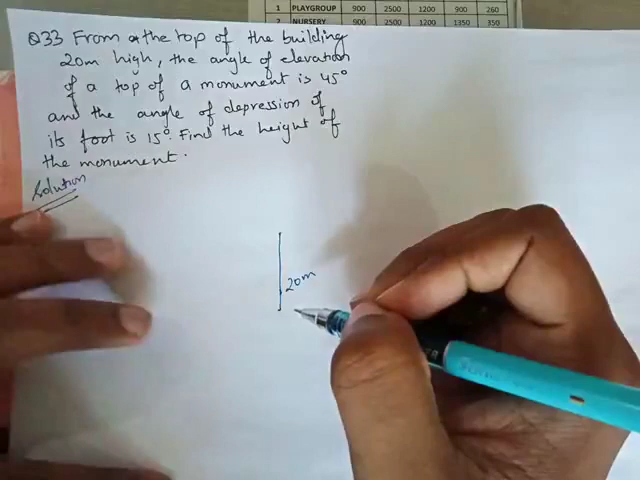 1 PLAYGROUP 900 2500 1200 900 260
2 NURSERY 900 2500 1200 1350 350
Q33 From the top of the building
20m high, the angle of elevation
of a top of a monument is 45°
and the angle of depression of
its foot is 15°. Find the height of
the monument.
Solution
20m